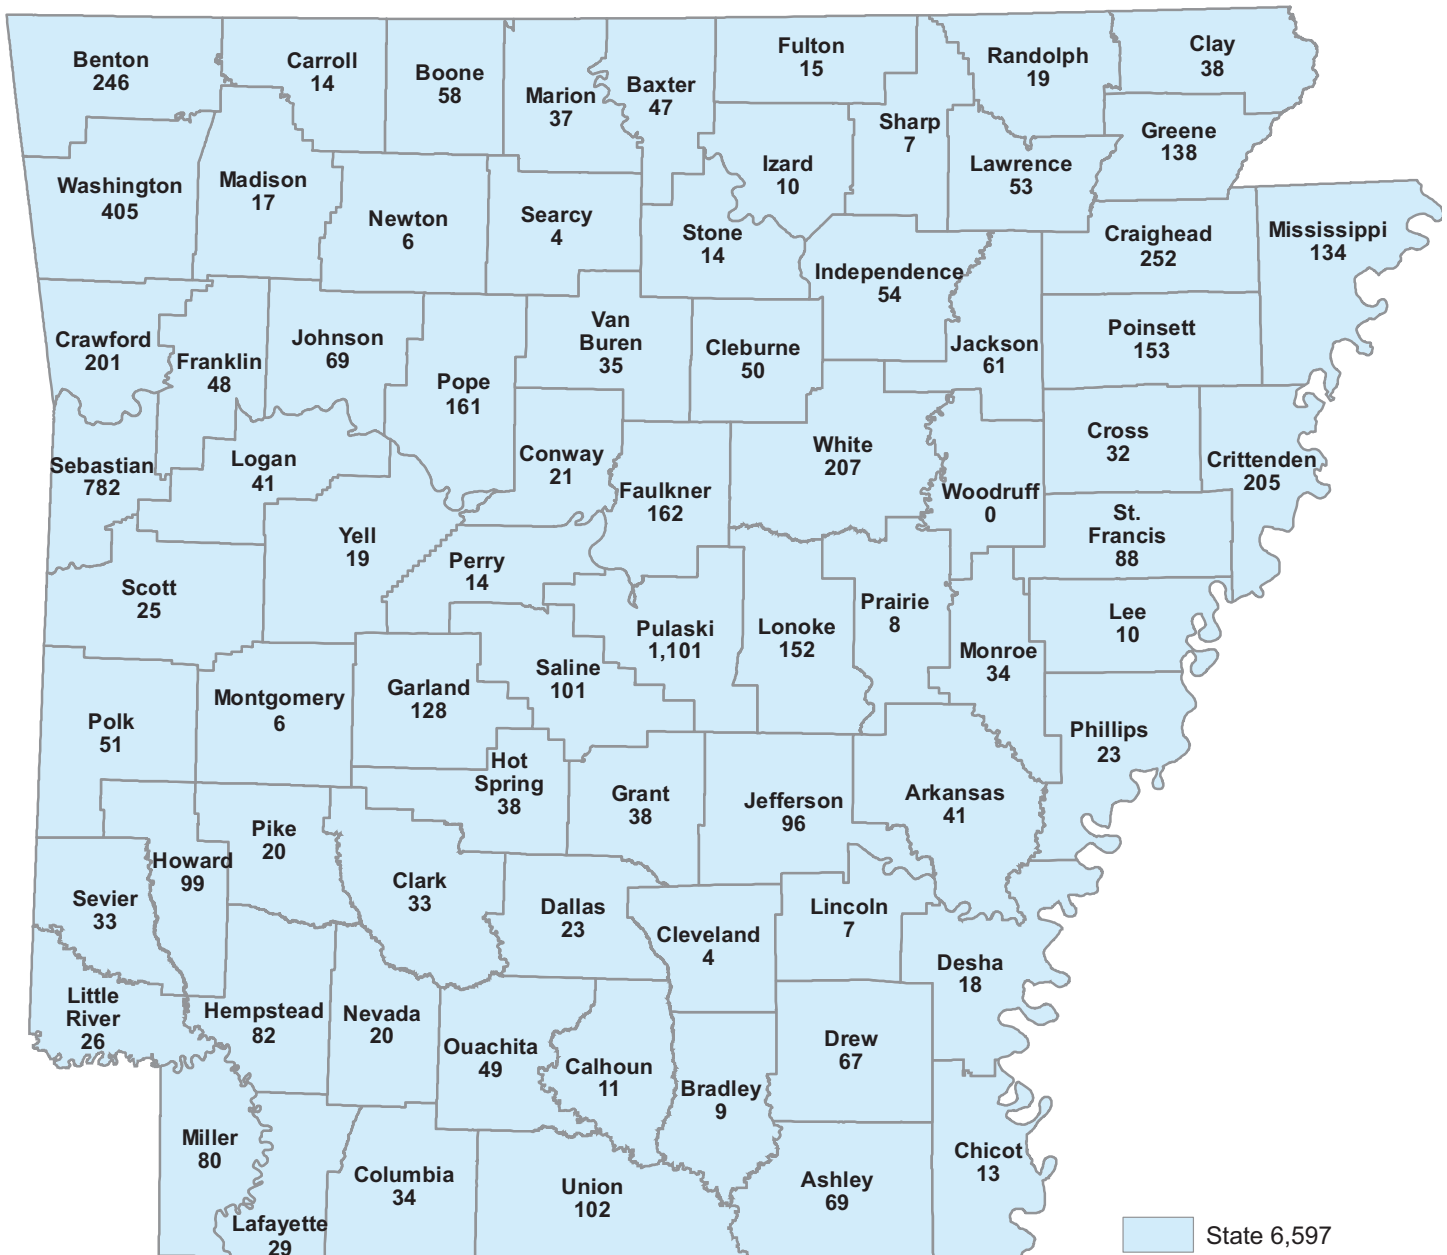 Benton
246
Carroll
14
Boone
58
Marion
37
Baxter
47
Fulton
15
Randolph
19
Clay
38
Sharp
7
Greene
138
Izard
10
Lawrence
53
Washington
405
Madison
17
Newton
6
Searcy
4
Stone
14
Independence
54
Craighead
252
Mississippi
134
Crawford
201
Franklin
48
Johnson
69
Pope
161
Van
Buren
35
Cleburne
50
Jackson
61
Poinsett
153
Sebastian
782
Logan
41
Conway
21
Faulkner
162
White
207
Woodruff
0
Cross
32
Crittenden
205
St.
Francis
88
Scott
25
Yell
19
Perry
14
Pulaski
1,101
Lonoke
152
Prairie
8
Monroe
34
Lee
10
Polk
51
Montgomery
6
Garland
128
Saline
101
Phillips
23
Hot
Spring
38
Grant
38
Jefferson
96
Arkansas
41
Pike
20
Howard
99
Sevier
33
Clark
33
Dallas
23
Cleveland
4
Lincoln
7
Desha
18
Little
River
26
Hempstead
82
Nevada
20
Ouachita
49
Calhoun
11
Bradley
9
Drew
67
Miller
80
Lafayette
29
Columbia
34
Union
102
Ashley
69
Chicot
13
State 6,597